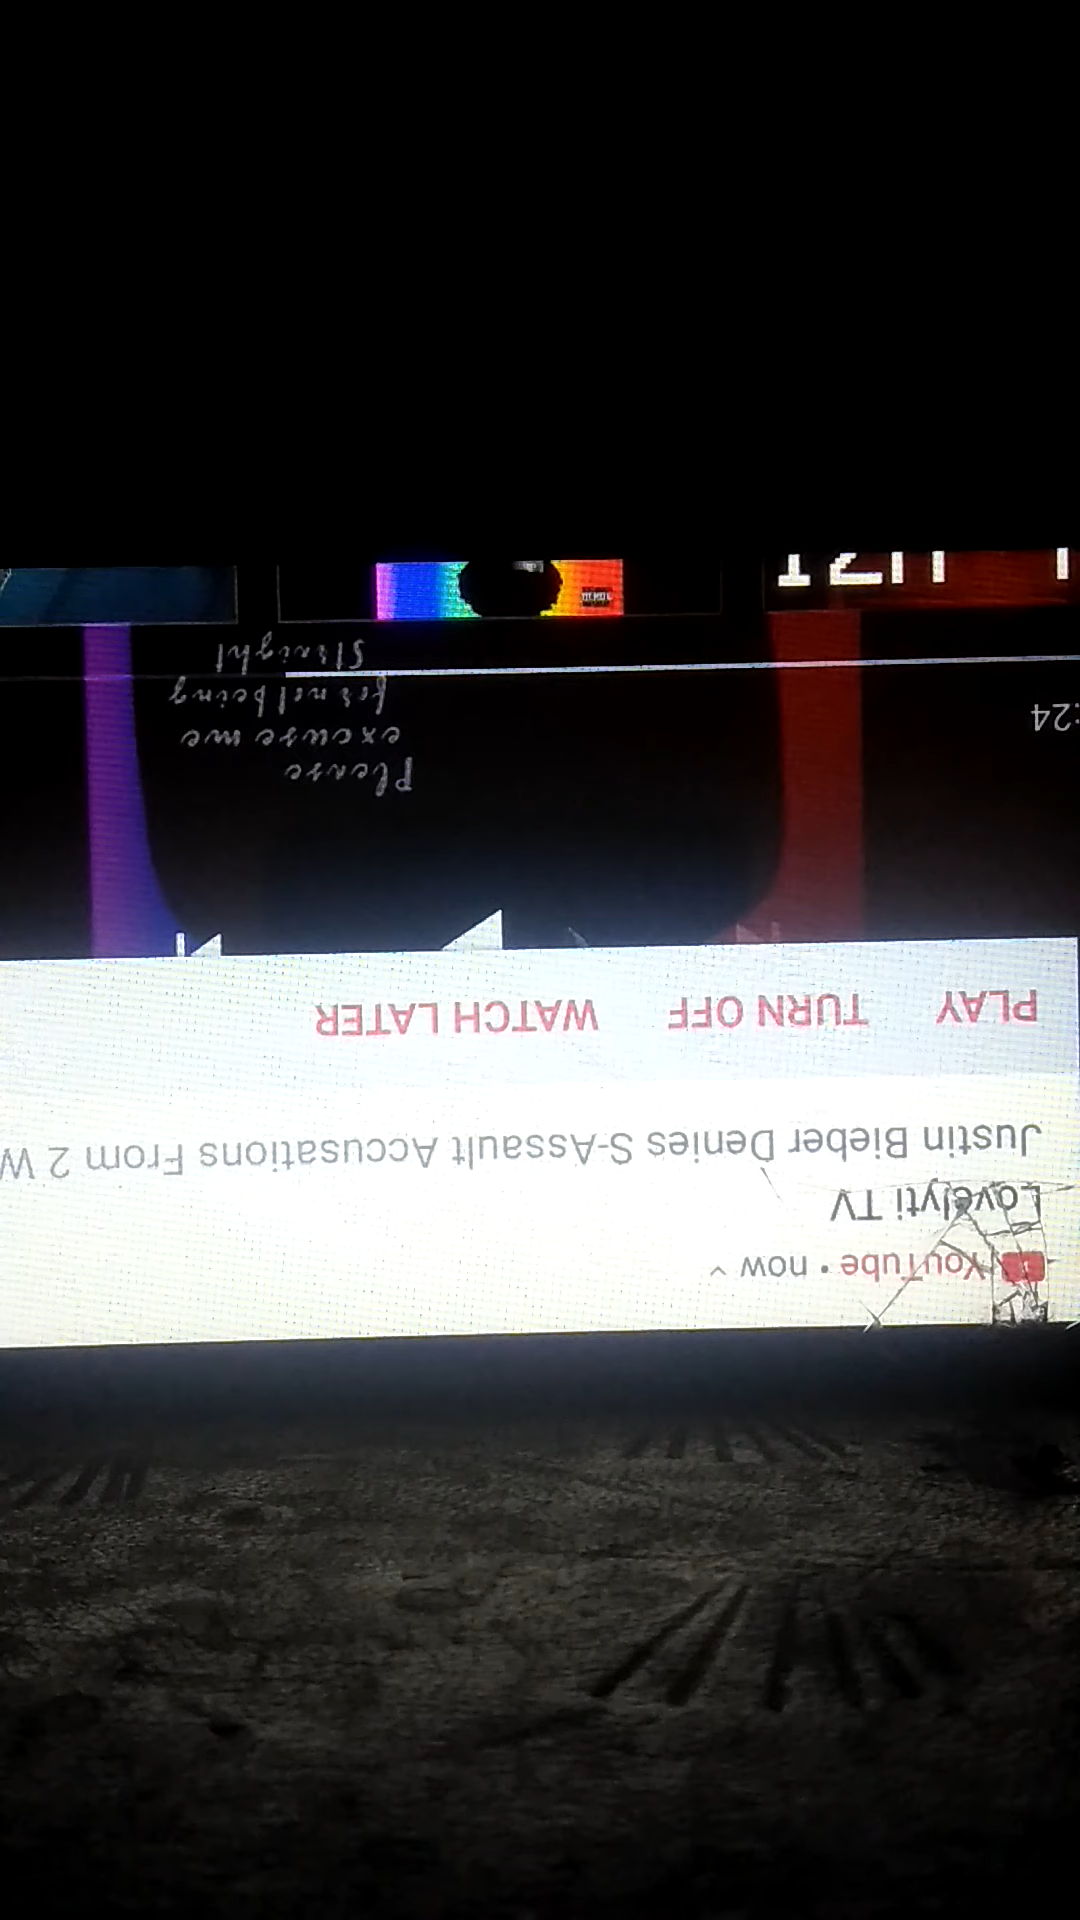 YouTube • now
Lovelyti TV
Justin Bieber Denies S-Assault Accusations From 2 W
PLAY TURN OFF WATCH LATER
:24
Please
excuse me
for not being
Straight
UZI